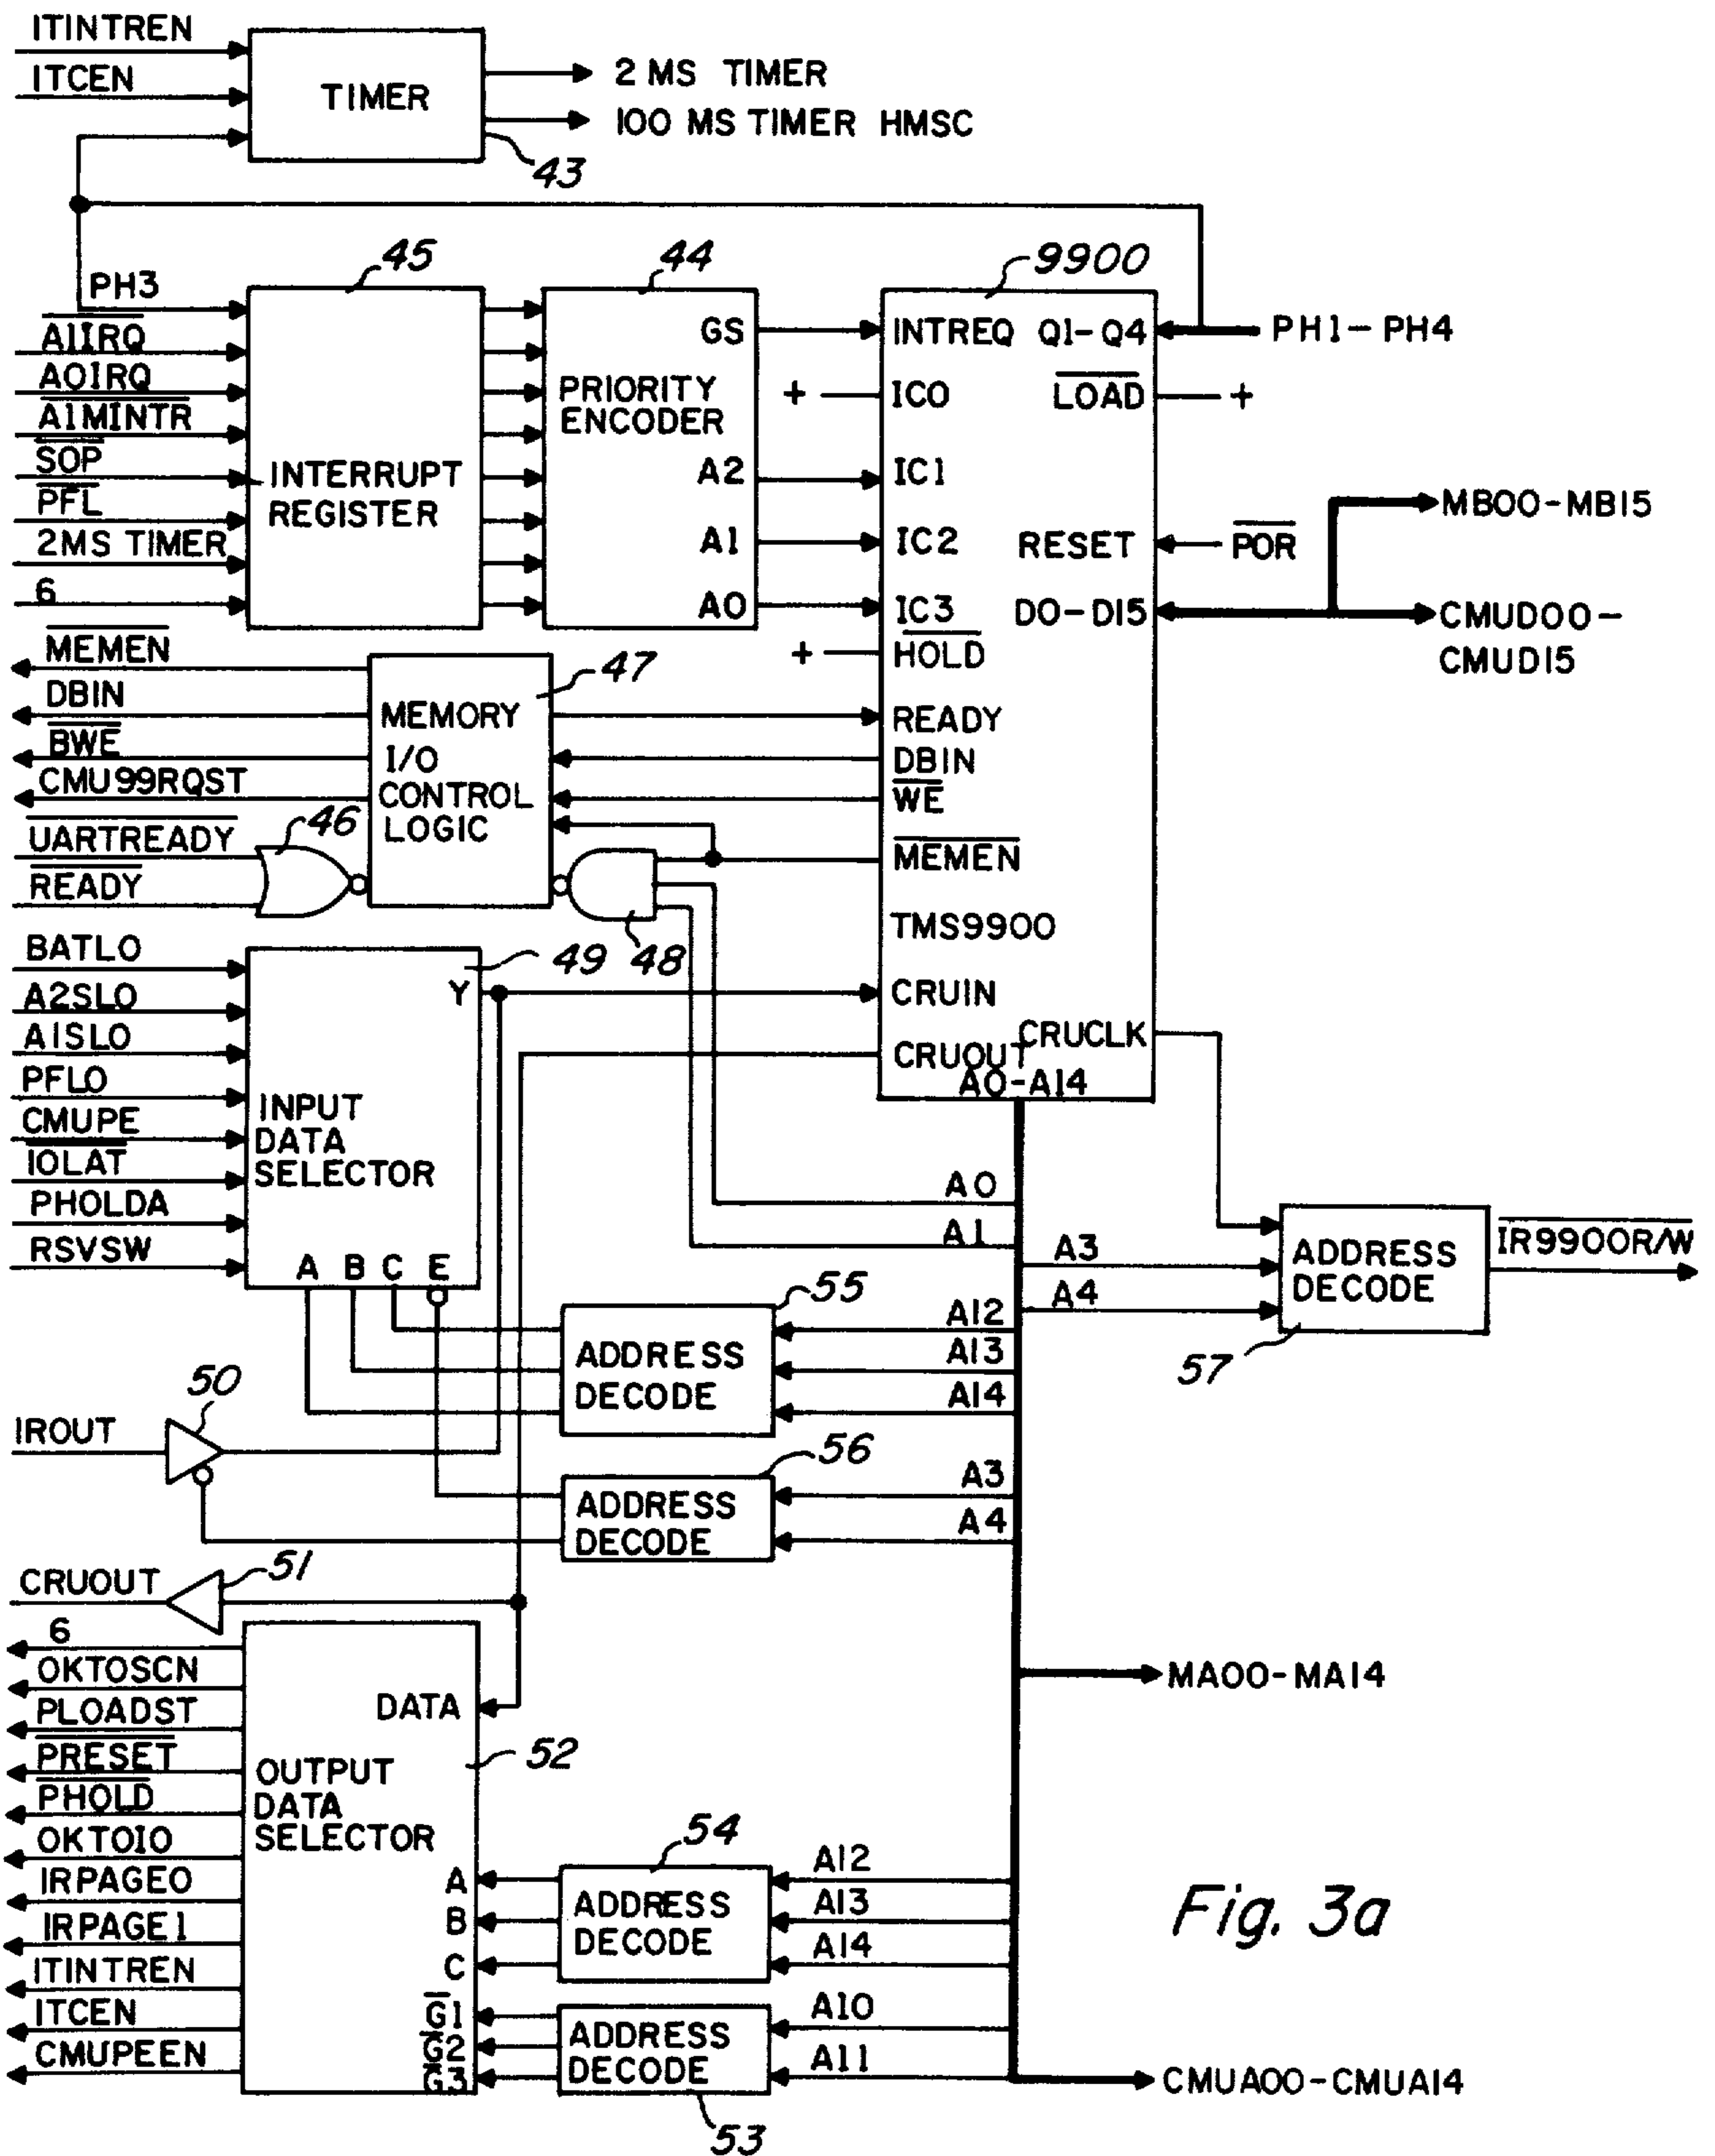 ITINTREN
ITCEN
TIMER
2 MS TIMER
100 MS TIMER HMSC
43
PH3
45
44
9900
A1IRQ
A0IRQ
A1MINTR
SOP
PFL
2MS TIMER
6
INTERRUPT
REGISTER
PRIORITY
ENCODER
GS
A2
A1
A0
INTREQ
Q1-Q4
PH1-PH4
+
IC0
LOAD
+
IC1
IC2
RESET
POR
IC3
D0-D15
MB00-MB15
CMUD00-
CMUD15
+
HOLD
MEMEN
DBIN
BWE
CMU99RQST
UARTREADY
READY
46
47
MEMORY
I/O
CONTROL
LOGIC
48
READY
DBIN
WE
MEMEN
TMS9900
CRUIN
CRUCLK
CRUOUT
A0-A14
BATLO
A2SLO
A1SLO
PFLO
CMUPE
IOLAT
PHOLDA
RSVSW
49
Y
INPUT
DATA
SELECTOR
A B C E
A0
A1
A3
A4
ADDRESS
DECODE
57
IR9900R/W
55
ADDRESS
DECODE
A12
A13
A14
50
IROUT
56
ADDRESS
DECODE
A3
A4
51
CRUOUT
6
OKTOSCN
PLOADST
PRESET
PHOLD
OKTOIO
IRPAGE0
IRPAGE1
ITINTREN
ITCEN
CMUPEEN
DATA
52
OUTPUT
DATA
SELECTOR
A
B
C
G1
G2
G3
54
ADDRESS
DECODE
A12
A13
A14
ADDRESS
DECODE
53
A10
A11
MA00-MA14
CMUA00-CMUA14
Fig. 3a